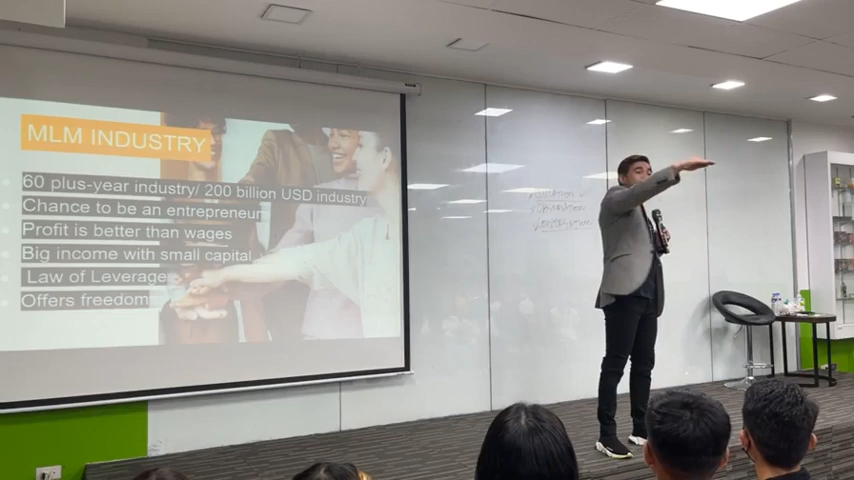 MLM INDUSTRY
60 plus-year industry/ 200 billion USD industry
Chance to be an entrepreneur
Profit is better than wages
Big income with small capital
Law of Leverage
Offers freedom